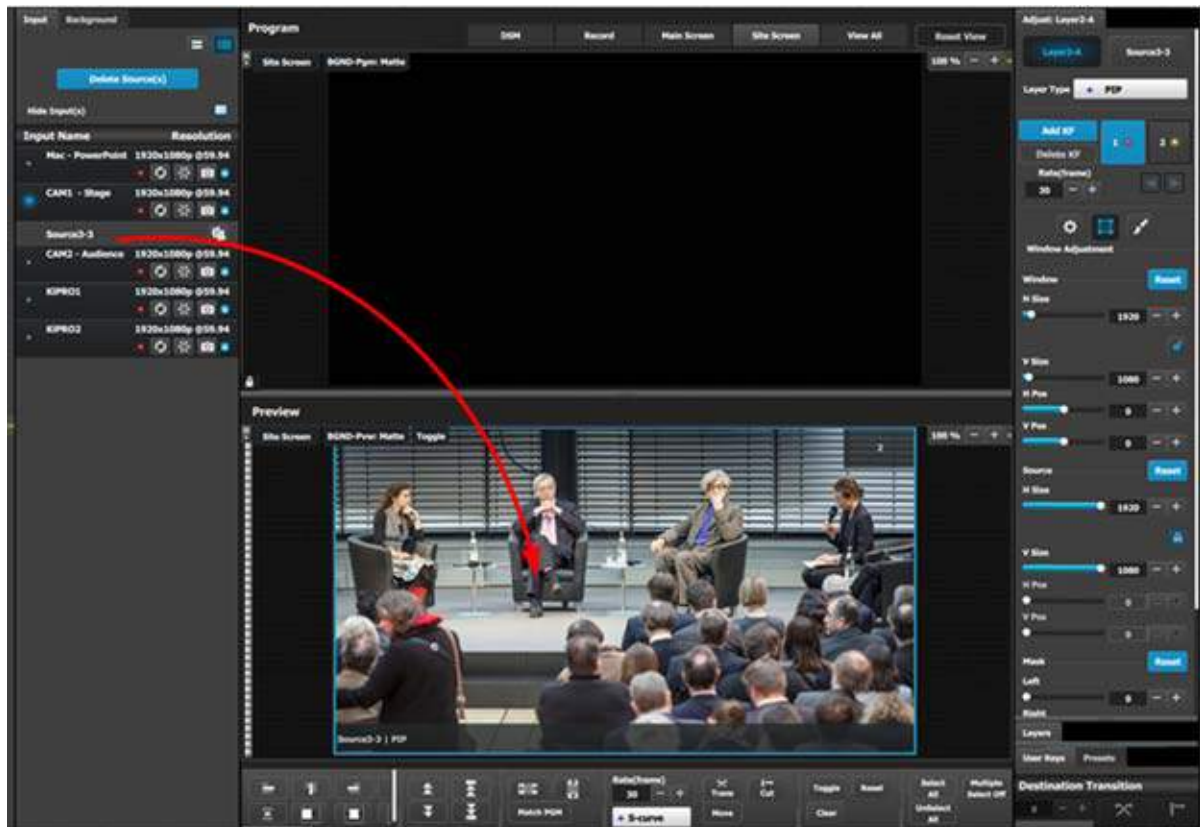 Input Background
Delete Source(s)
Hide Input(s)
Input Name Resolution
Mac - PowerPoint 1920x1080p @59.94
CAM1 - Stage 1920x1080p @59.94
Source3-3
CAM2 - Audience 1920x1080p @59.94
KIPRO1 1920x1080p @59.94
KIPRO2 1920x1080p @59.94
Program
DSM Record Main Screen Site Screen View All Reset View
Site Screen BGND-Pgm: Matte 100 % - +
Preview
Site Screen BGND-Pvw: Matte Toggle 100 % - +
2
Source3-3 | PIP
Match PGM
Rate(frame)
30 - +
+ S-curve
Trans Cut
Move
Toggle Reset
Clear
Select All
Unselect All
Multiple Select Off
Adjust: Layer2-A
Layer2-A Source3-3
Layer Type + PIP
Add KF 1 2
Delete KF
Rate(frame)
30 - +
Window Adjustment
Window Reset
H Size
1920 - +
V Size
1080 - +
H Pos
0 - +
V Pos
0 - +
Source Reset
H Size
1920 - +
V Size
1080 - +
H Pos
0
V Pos
0
Mask Reset
Left
0 - +
Right
Layers
User Keys Presets
Destination Transition